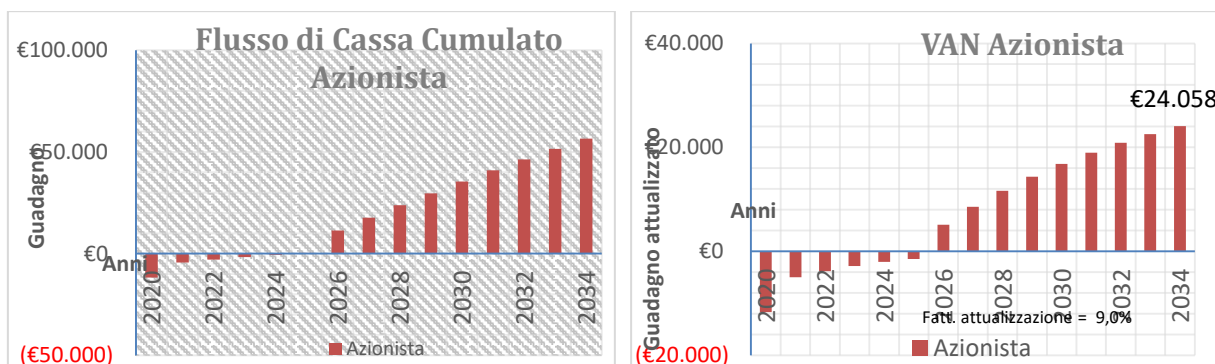 Flusso di Cassa Cumulato
Azionista
€100.000
€50.000
€0
(€50.000)
Guadagno
Anni
2020
2022
2024
2026
2028
2030
2032
2034
Azionista
VAN Azionista
€40.000
€20.000
€0
(€20.000)
Guadagno attualizzato
Anni
€24.058
2020
2022
2024
2026
2028
2030
2032
2034
Fatt. attualizzazione = 9,0%
Azionista